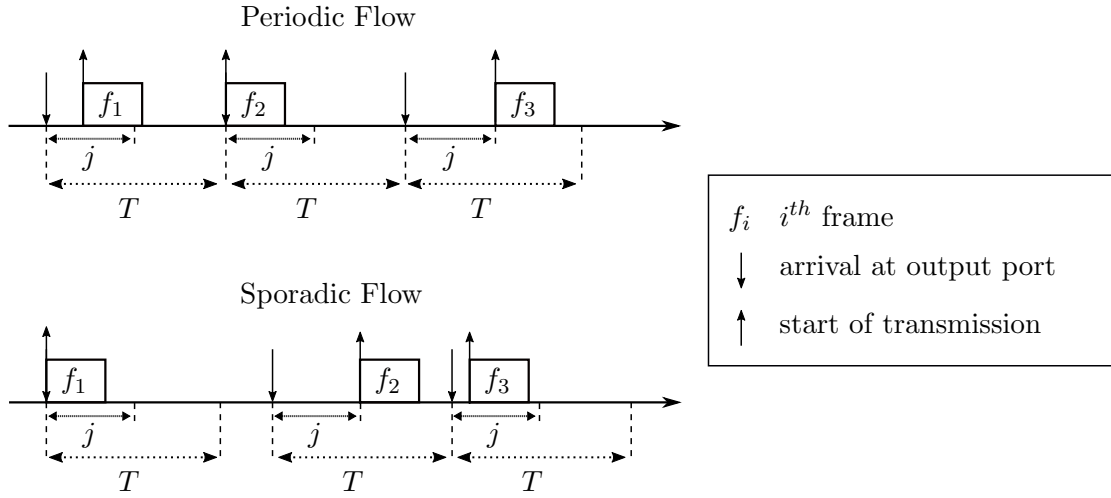 Periodic Flow
f₁ f₂ f₃
j j j
T T T
Sporadic Flow
f₁ f₂ f₃
j j j
T T T
fᵢ iᵗʰ frame
arrival at output port
start of transmission